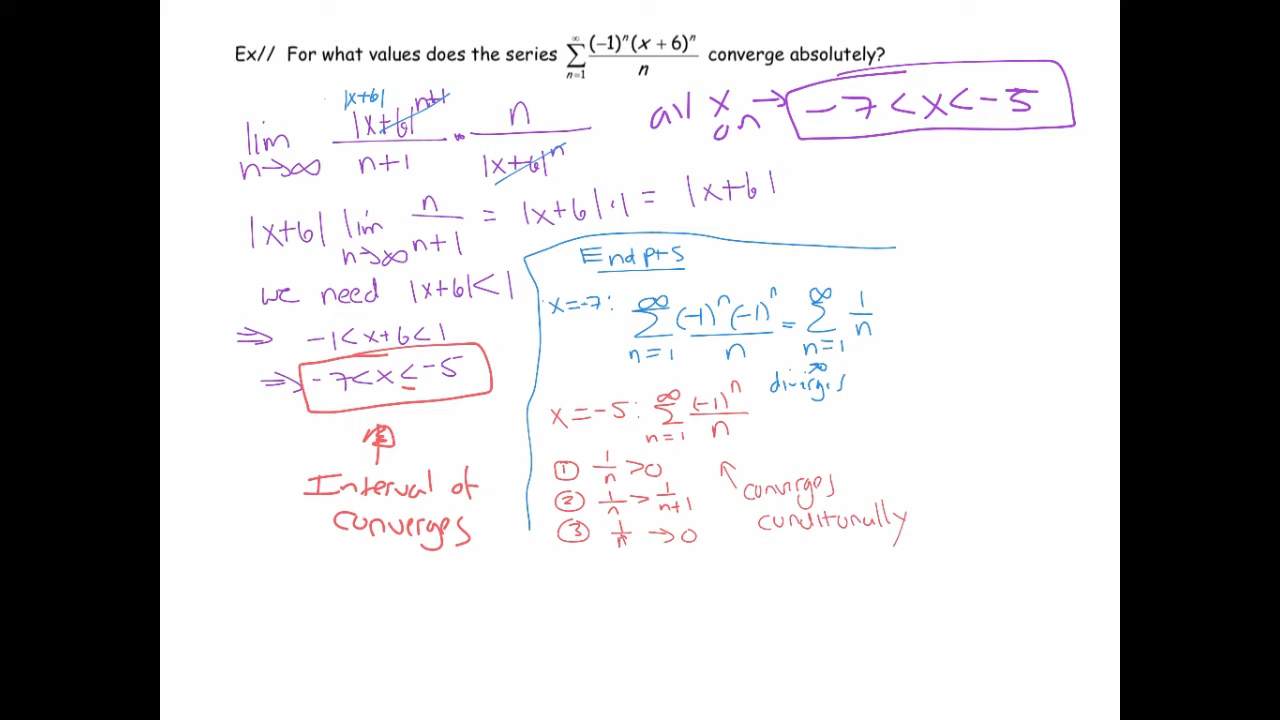 Ex// For what values does the series ∑_{n=1}^{∞} (-1)^n (x + 6)^n / n converge absolutely?
all x on → -7 < x < -5
lim_{n→∞} |x+6|^{n+1} / (n+1) · n / |x+6|^n
|x+6|
|x+6| lim_{n→∞} n/(n+1) = |x+6| · 1 = |x+6|
we need |x+6| < 1
⇒ -1 < x+6 < 1
⇒ -7 < x ≤ -5
Interval of
converges
Endpts
x = -7: ∑_{n=1}^{∞} (-1)^n (-1)^n / n = ∑_{n=1}^{∞} 1/n
diverges
x = -5: ∑_{n=1}^{∞} (-1)^n / n
① 1/n > 0
② 1/n > 1/(n+1)
③ 1/n → 0
converges
conditonally